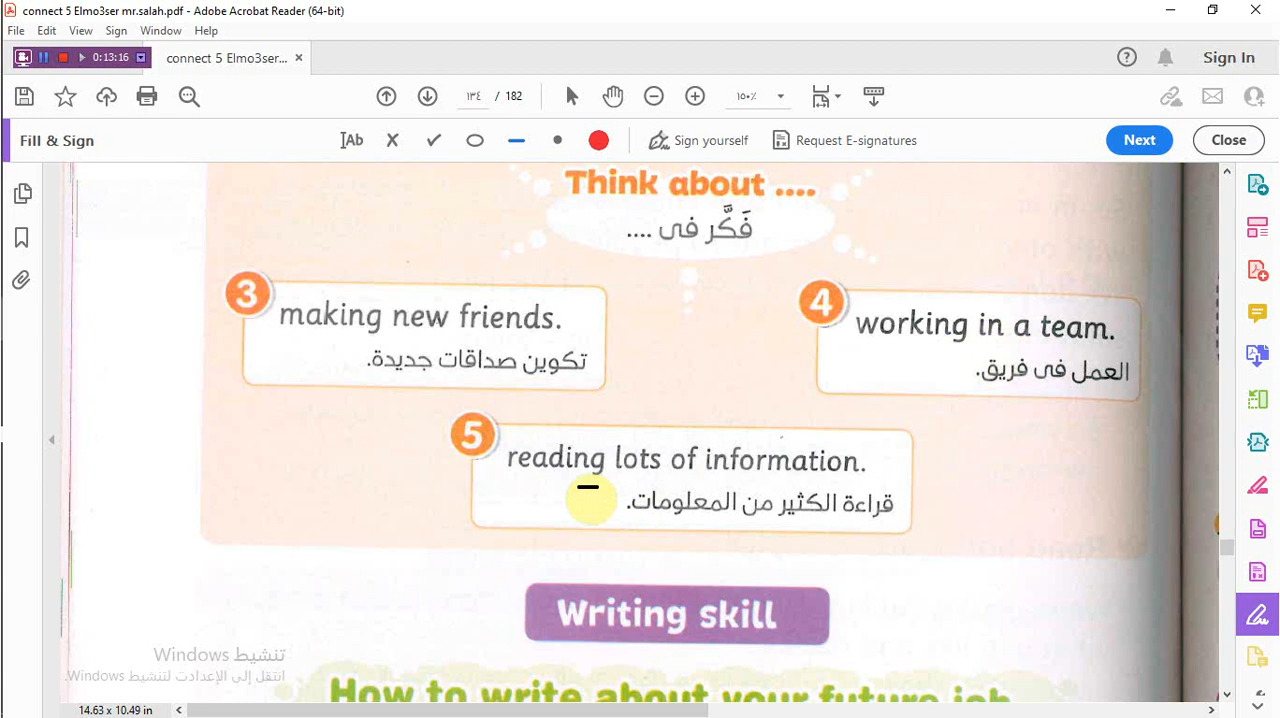 connect 5 Elmo3ser mr.salah.pdf - Adobe Acrobat Reader (64-bit)
File Edit View Sign Window Help
0:13:16
connect 5 Elmo3ser...
Sign In
١٣٤ / 182
١٥٠٪
Fill & Sign
Ab
Sign yourself
Request E-signatures
Next
Close
Think about ....
فَكَّر فى ....
3
making new friends.
تكوين صداقات جديدة.
4
working in a team.
العمل فى فريق.
5
reading lots of information.
قراءة الكثير من المعلومات.
Writing skill
How to write about your future job
تنشيط Windows
انتقل إلى الإعدادت لتنشيط Windows.
14.63 x 10.49 in